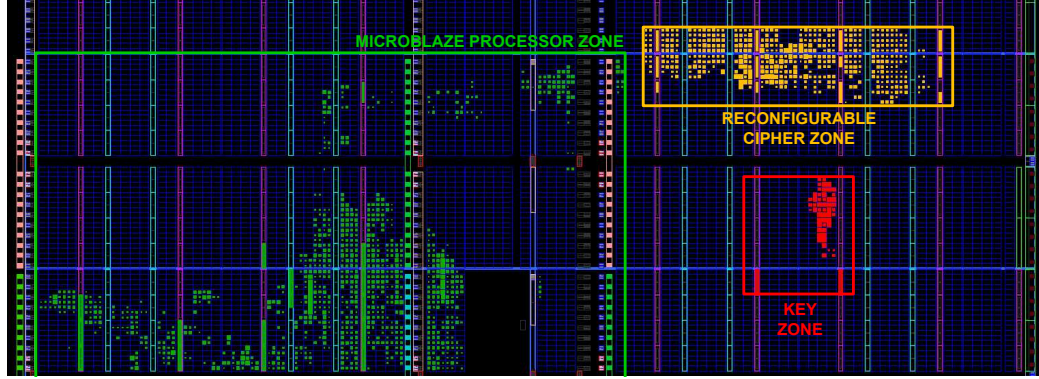 MICROBLAZE PROCESSOR ZONE
RECONFIGURABLE
CIPHER ZONE
KEY
ZONE